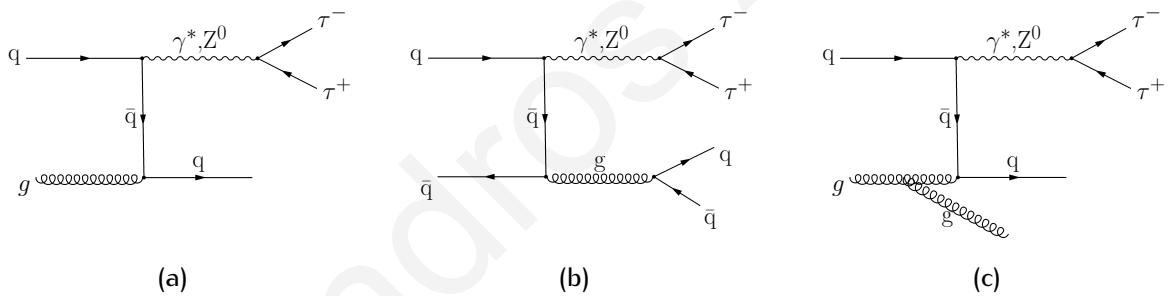 q γ*,Z⁰ τ⁻ τ⁺ q̄ g q
(a)
q γ*,Z⁰ τ⁻ τ⁺ q̄ q̄ g q q̄
(b)
q γ*,Z⁰ τ⁻ τ⁺ q̄ g q g
(c)